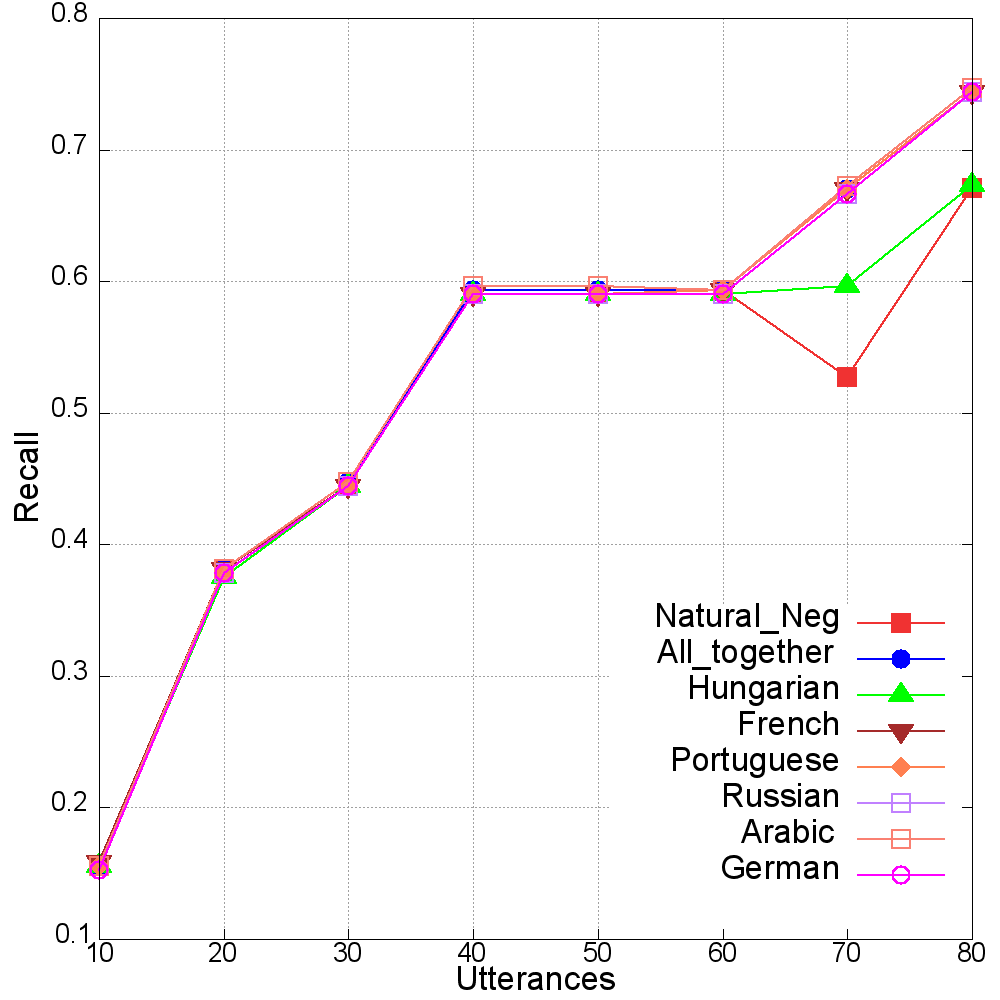 0.8
0.7
0.6
0.5
0.4
0.3
0.2
0.1
Recall
Natural_Neg
All_together
Hungarian
French
Portuguese
Russian
Arabic
German
10 20 30 40 50 60 70 80
Utterances